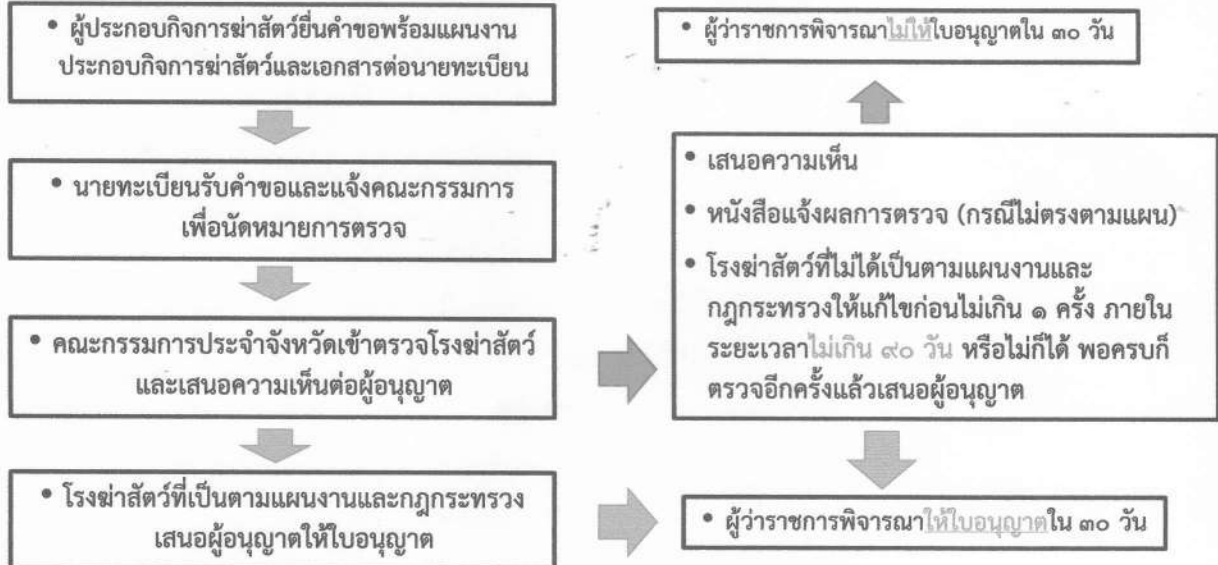 • ผู้ประกอบกิจการฆ่าสัตว์ยื่นคำขอพร้อมแผนงาน
ประกอบกิจการฆ่าสัตว์และเอกสารต่อนายทะเบียน
• นายทะเบียนรับคำขอและแจ้งคณะกรรมการ
เพื่อนัดหมายการตรวจ
• คณะกรรมการประจำจังหวัดเข้าตรวจโรงฆ่าสัตว์
และเสนอความเห็นต่อผู้อนุญาต
• โรงฆ่าสัตว์ที่เป็นตามแผนงานและกฎกระทรวง
เสนอผู้อนุญาตให้ใบอนุญาต
• ผู้ว่าราชการพิจารณาไม่ให้ใบอนุญาตใน ๓๐ วัน
• เสนอความเห็น
• หนังสือแจ้งผลการตรวจ (กรณีไม่ตรงตามแผน)
• โรงฆ่าสัตว์ที่ไม่ได้เป็นตามแผนงานและ
กฎกระทรวงให้แก้ไขก่อนไม่เกิน ๑ ครั้ง ภายใน
ระยะเวลาไม่เกิน ๙๐ วัน หรือไม่ก็ได้ พอครบก็
ตรวจอีกครั้งแล้วเสนอผู้อนุญาต
• ผู้ว่าราชการพิจารณาให้ใบอนุญาตใน ๓๐ วัน